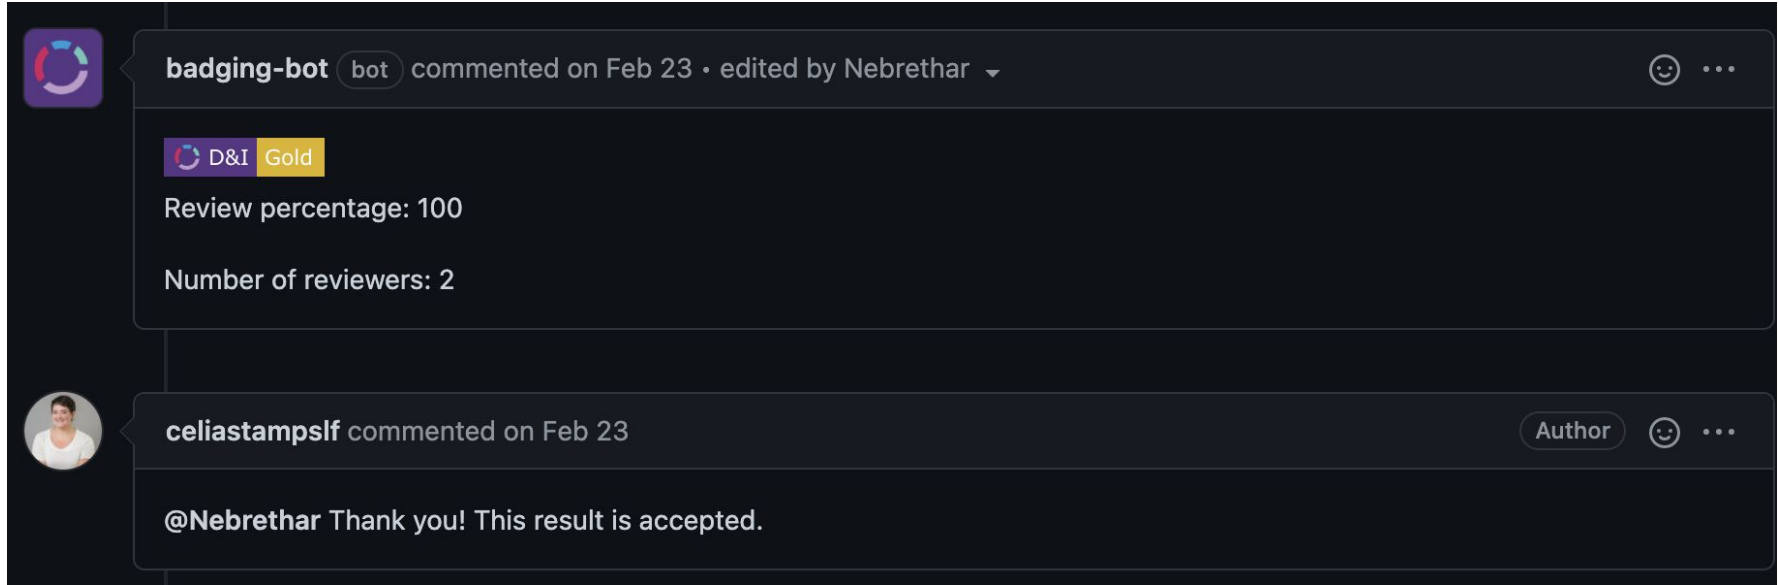 badging-bot bot commented on Feb 23 • edited by Nebrethar
D&I Gold
Review percentage: 100
Number of reviewers: 2
celiastampslf commented on Feb 23 Author
@Nebrethar Thank you! This result is accepted.